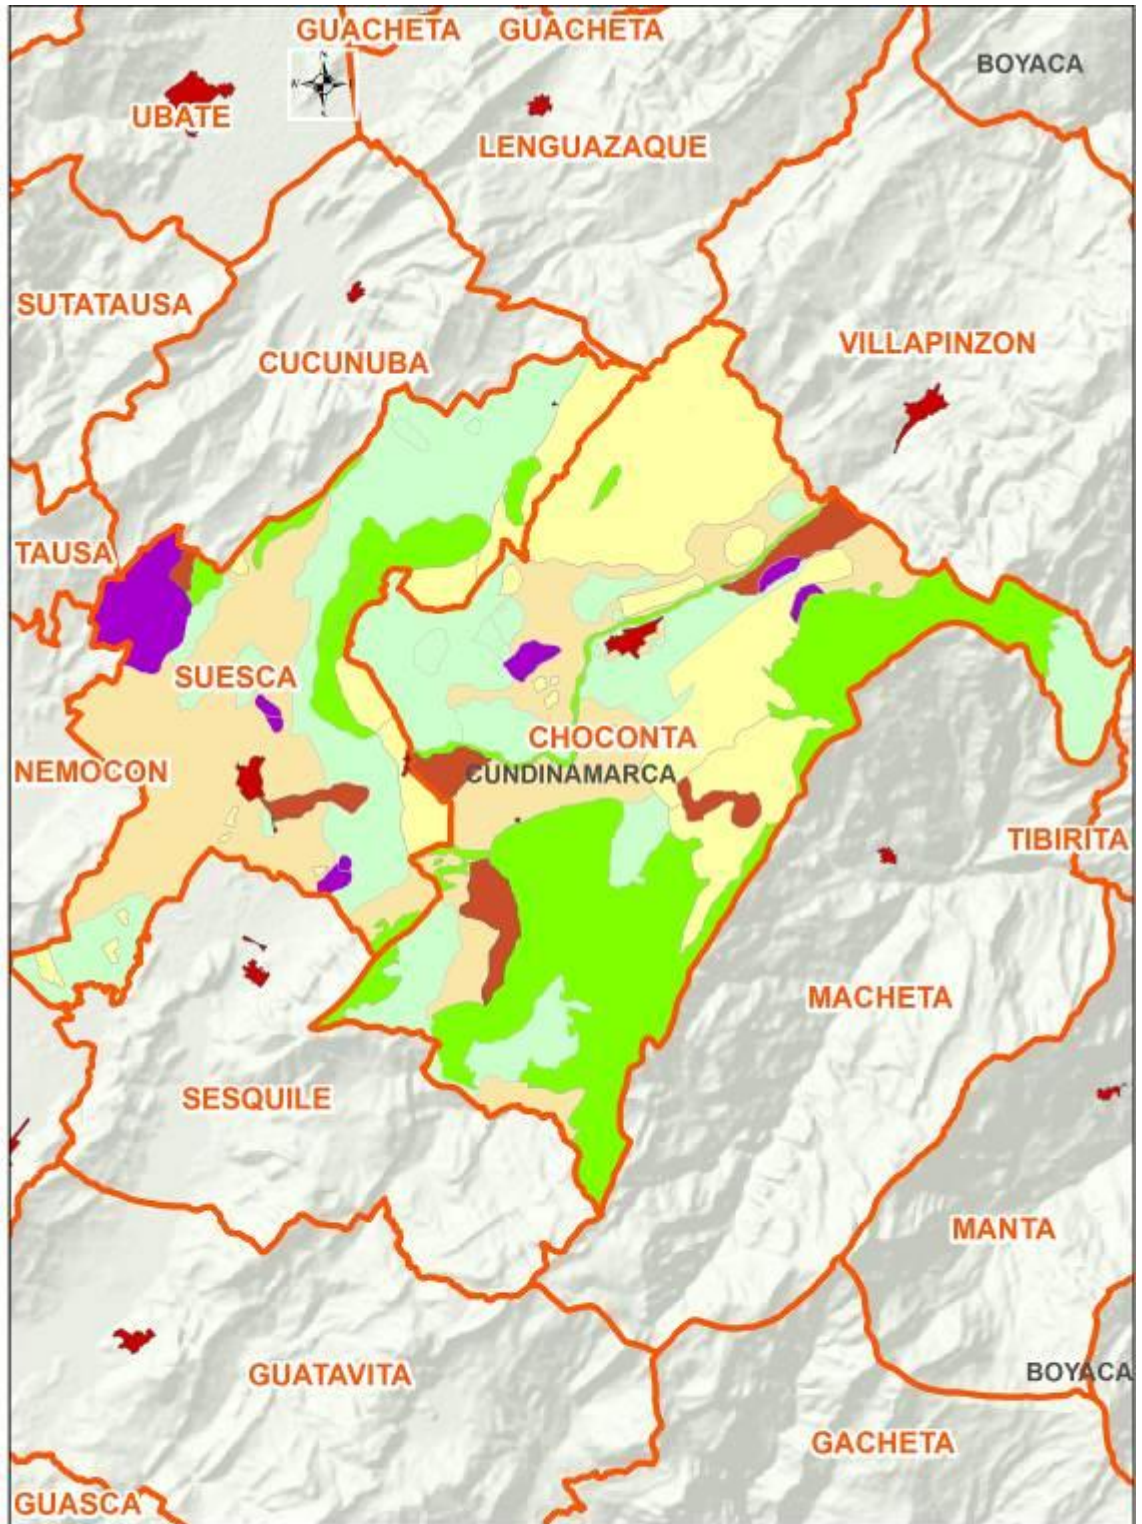 GUACHETA GUACHETA
BOYACA
UBATE
LENGUAZAQUE
SUTATAUSA
VILLAPINZON
CUCUNUBA
TAUSA
SUESCA
CHOCONTA
NEMOCON
CUNDINAMARCA
TIBIRITA
MACHETA
SESQUILE
MANTA
GUATAVITA
BOYACA
GACHETA
GUASCA